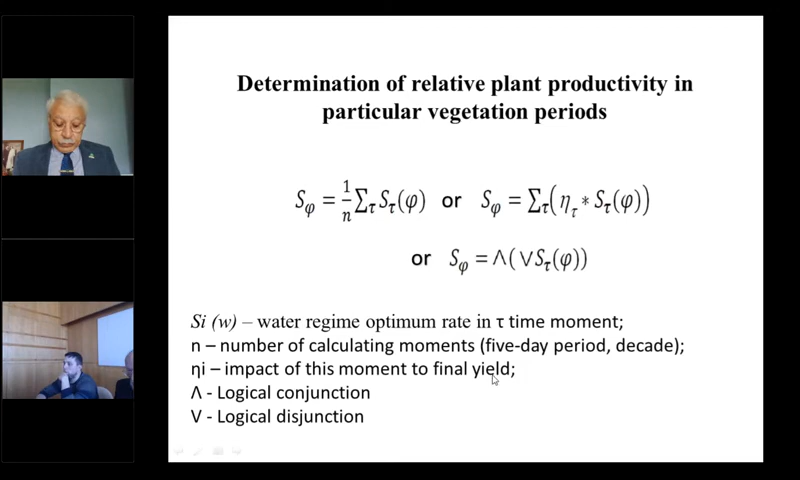 Determination of relative plant productivity in
particular vegetation periods
Sφ = 1/n ∑τ Sτ(φ) or Sφ = ∑τ(ητ * Sτ(φ))
or Sφ = Λ(VSτ(φ))
Si (w) – water regime optimum rate in τ time moment;
n – number of calculating moments (five-day period, decade);
ηi – impact of this moment to final yield;
Λ - Logical conjunction
V - Logical disjunction